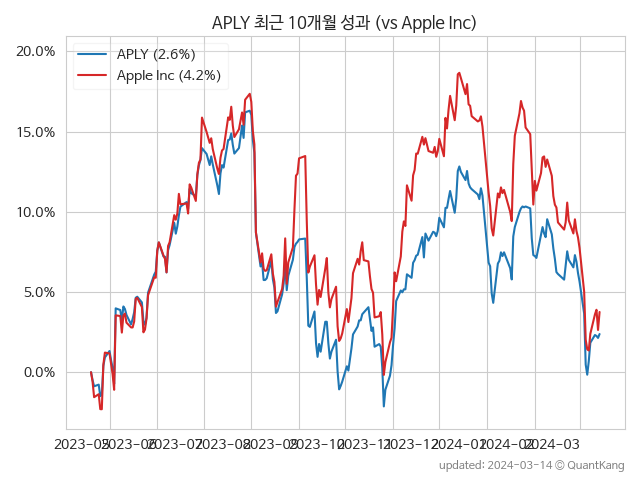 APLY 최근 10개월 성과 (vs Apple Inc)
APLY (2.6%)
Apple Inc (4.2%)
20.0%
15.0%
10.0%
5.0%
0.0%
2023-05 2023-06 2023-07 2023-08 2023-09 2023-10 2023-11 2023-12 2024-01 2024-02 2024-03
updated: 2024-03-14 © QuantKang